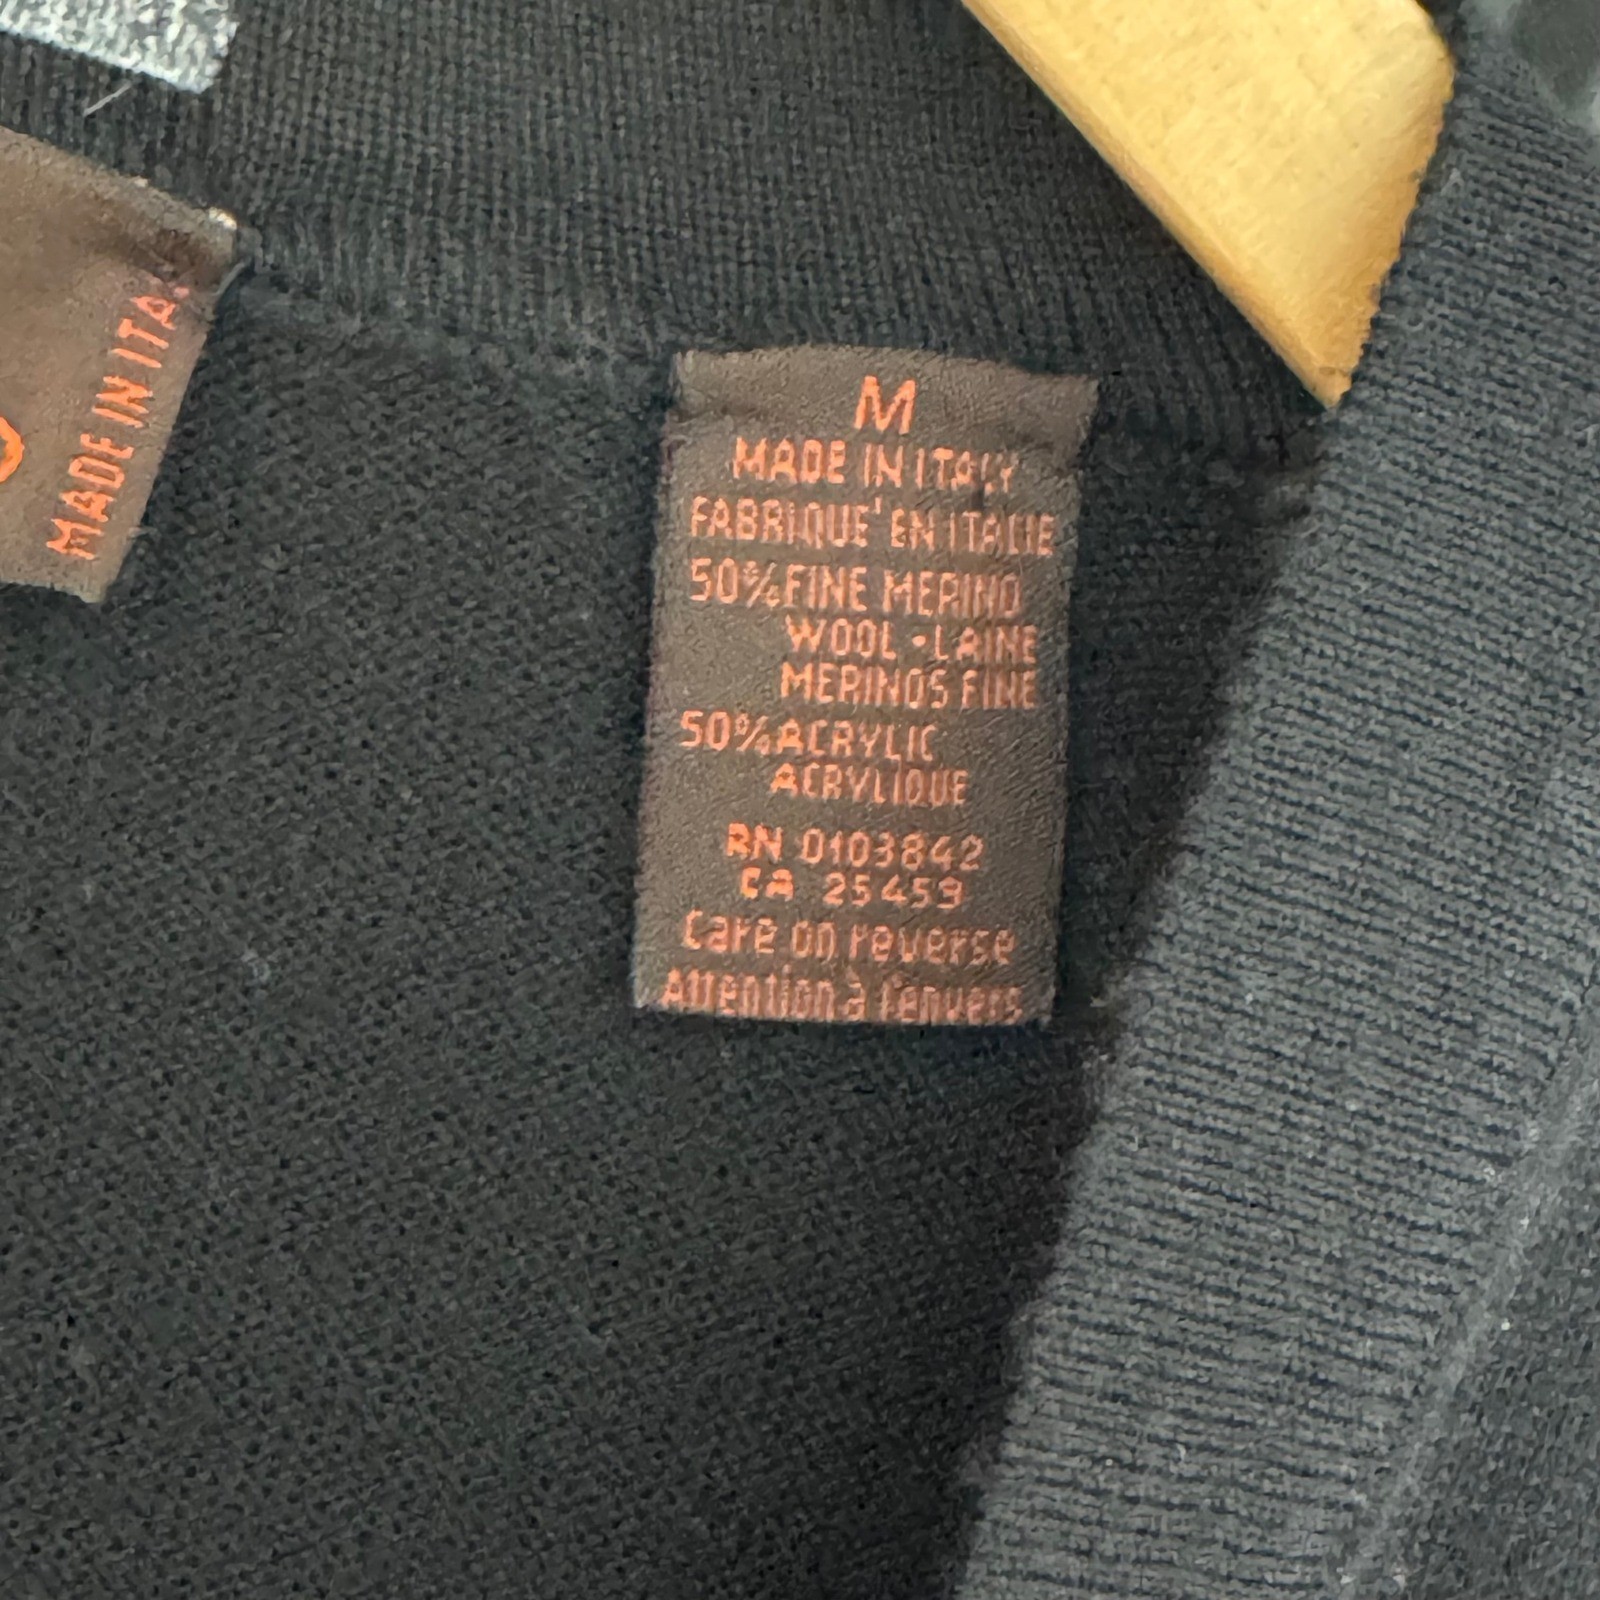 MADE IN ITA
M
MADE IN ITALY
FABRIQUE' EN ITALIE
50% FINE MERINO
WOOL • LAINE
MERINOS FINE
50% ACRYLIC
ACRYLIQUE
RN 0103842
CA 25459
Care on reverse
Attention à l'envers